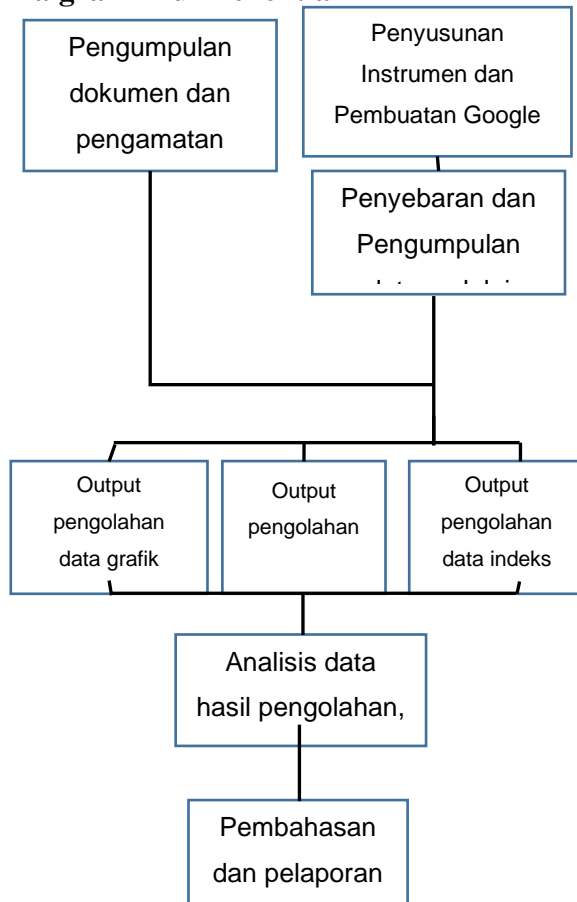 Pengumpulan
dokumen dan
pengamatan
Penyusunan
Instrumen dan
Pembuatan Google
Penyebaran dan
Pengumpulan
Output
pengolahan
data grafik
Output
pengolahan
Output
pengolahan
data indeks
Analisis data
hasil pengolahan,
Pembahasan
dan pelaporan